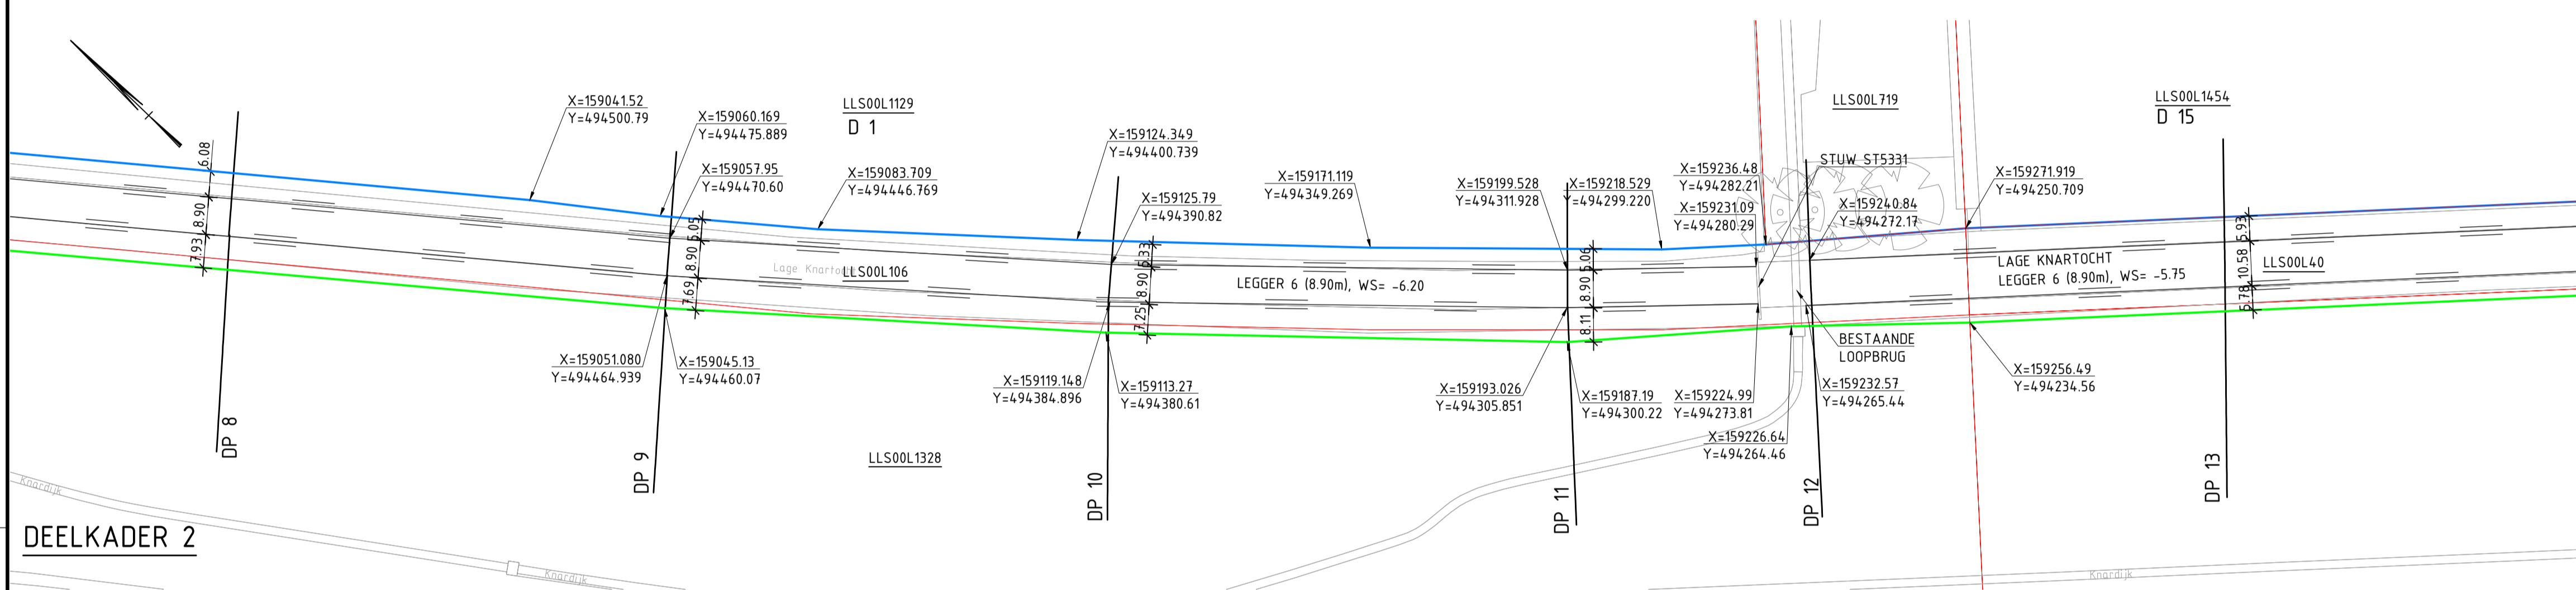 X=159041.52
Y=494500.79
X=159060.169
Y=494475.889
LLS00L1129
D 1
X=159057.95
Y=494470.60
X=159083.709
Y=494446.769
X=159124.349
Y=494400.739
X=159125.79
Y=494390.82
X=159171.119
Y=494349.269
X=159199.528
Y=494311.928
X=159218.529
Y=494299.220
X=159236.48
Y=494282.21
X=159231.09
Y=494280.29
LLS00L719
STUW ST5331
X=159240.84
Y=494272.17
X=159271.919
Y=494250.709
LLS00L1454
D 15
6.08
8.90
7.93
5.05
8.90
7.69
5.33
8.90
7.25
5.06
8.90
8.11
5.93
10.58
5.78
Lage Knartocht
LLS00L106
LEGGER 6 (8.90m), WS= -6.20
LAGE KNARTOCHT
LEGGER 6 (8.90m), WS= -5.75
LLS00L40
BESTAANDE
LOOPBRUG
X=159051.080
Y=494464.939
X=159045.13
Y=494460.07
X=159119.148
Y=494384.896
X=159113.27
Y=494380.61
X=159193.026
Y=494305.851
X=159187.19
Y=494300.22
X=159224.99
Y=494273.81
X=159226.64
Y=494264.46
X=159232.57
Y=494265.44
X=159256.49
Y=494234.56
DP 8
DP 9
DP 10
DP 11
DP 12
DP 13
LLS00L1328
Knardijk
DEELKADER 2
Knardijk
Knardijk